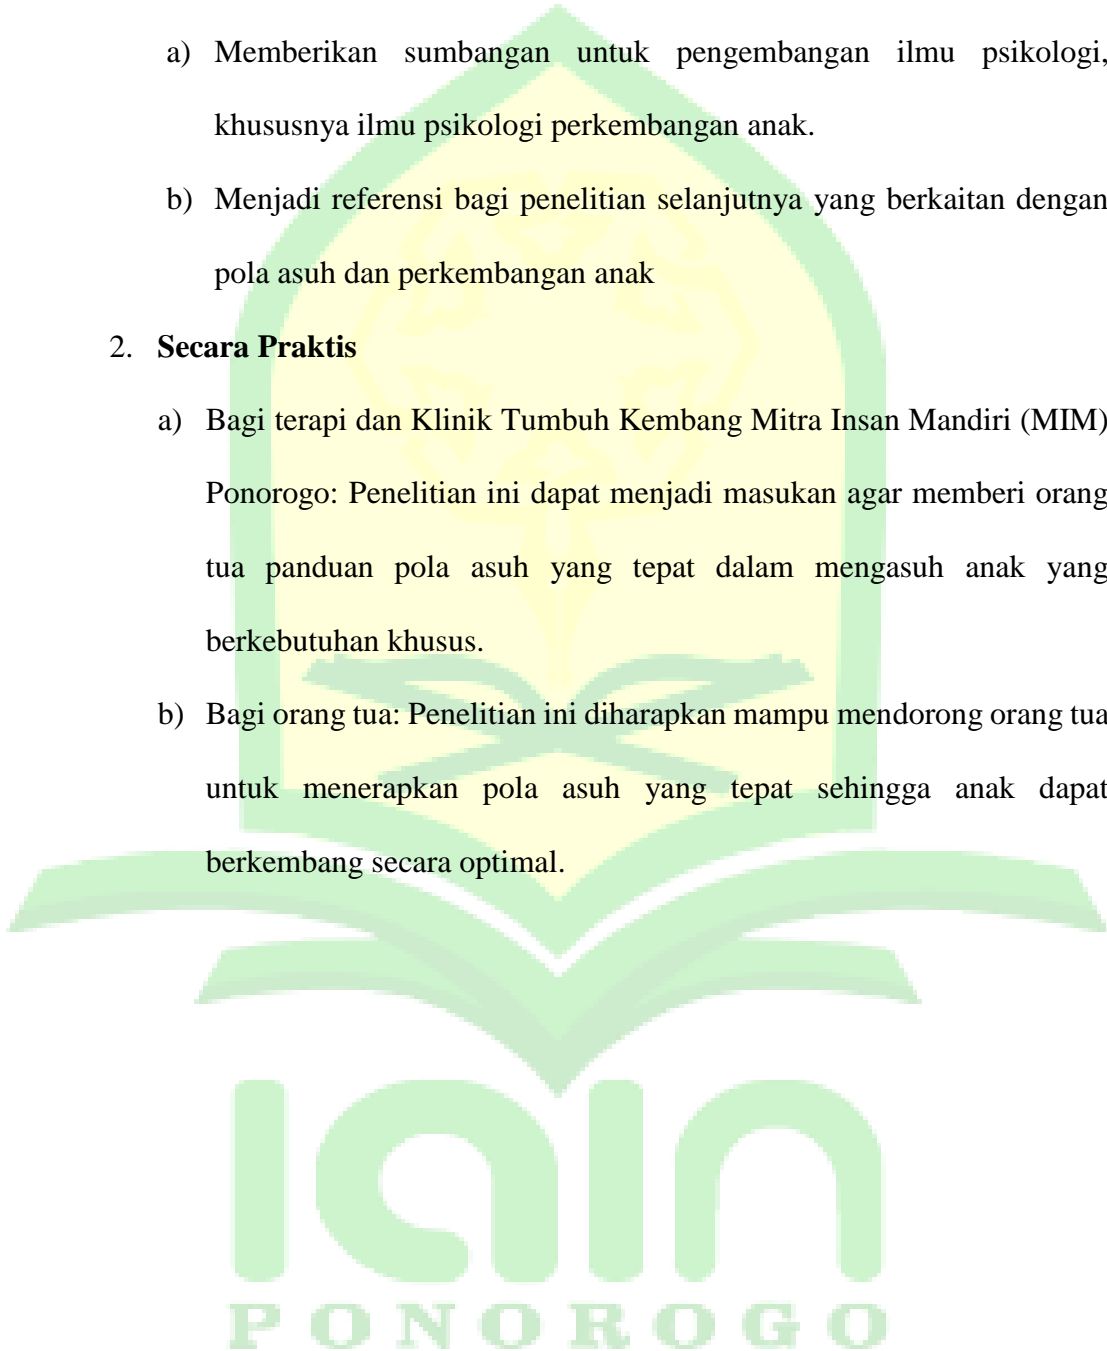 a) Memberikan sumbangan untuk pengembangan ilmu psikologi,
khususnya ilmu psikologi perkembangan anak.
b) Menjadi referensi bagi penelitian selanjutnya yang berkaitan dengan
pola asuh dan perkembangan anak
2. Secara Praktis
a) Bagi terapi dan Klinik Tumbuh Kembang Mitra Insan Mandiri (MIM)
Ponorogo: Penelitian ini dapat menjadi masukan agar memberi orang
tua panduan pola asuh yang tepat dalam mengasuh anak yang
berkebutuhan khusus.
b) Bagi orang tua: Penelitian ini diharapkan mampu mendorong orang tua
untuk menerapkan pola asuh yang tepat sehingga anak dapat
berkembang secara optimal.
iain
PONOROGO